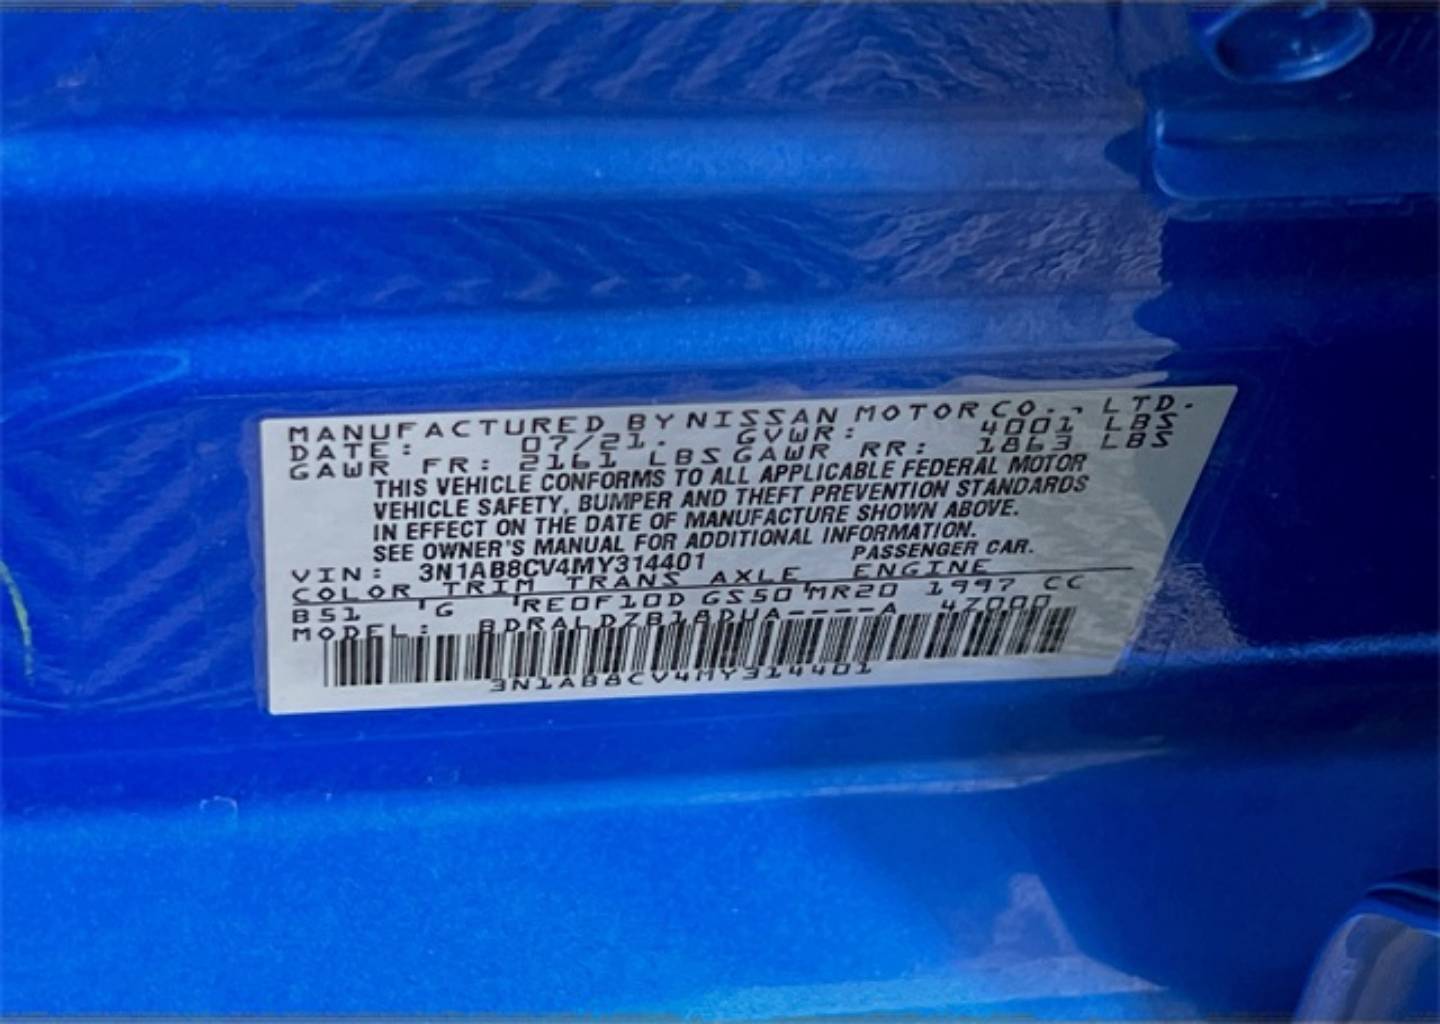 MANUFACTURED BY NISSAN MOTOR CO., LTD.
DATE: 07/21. GVWR: 4001 LBS
GAWR FR: 2161 LBS GAWR RR: 1863 LBS
THIS VEHICLE CONFORMS TO ALL APPLICABLE FEDERAL MOTOR
VEHICLE SAFETY, BUMPER AND THEFT PREVENTION STANDARDS
IN EFFECT ON THE DATE OF MANUFACTURE SHOWN ABOVE.
SEE OWNER'S MANUAL FOR ADDITIONAL INFORMATION.
VIN: 3N1AB8CV4MY314401 PASSENGER CAR.
COLOR TRIM TRANS AXLE ENGINE
B51 'G 'RE0F10D GS50'MR20 1997 CC
MODEL: BDRALDZB18DUA----A 47000
3N1AB8CV4MY314401